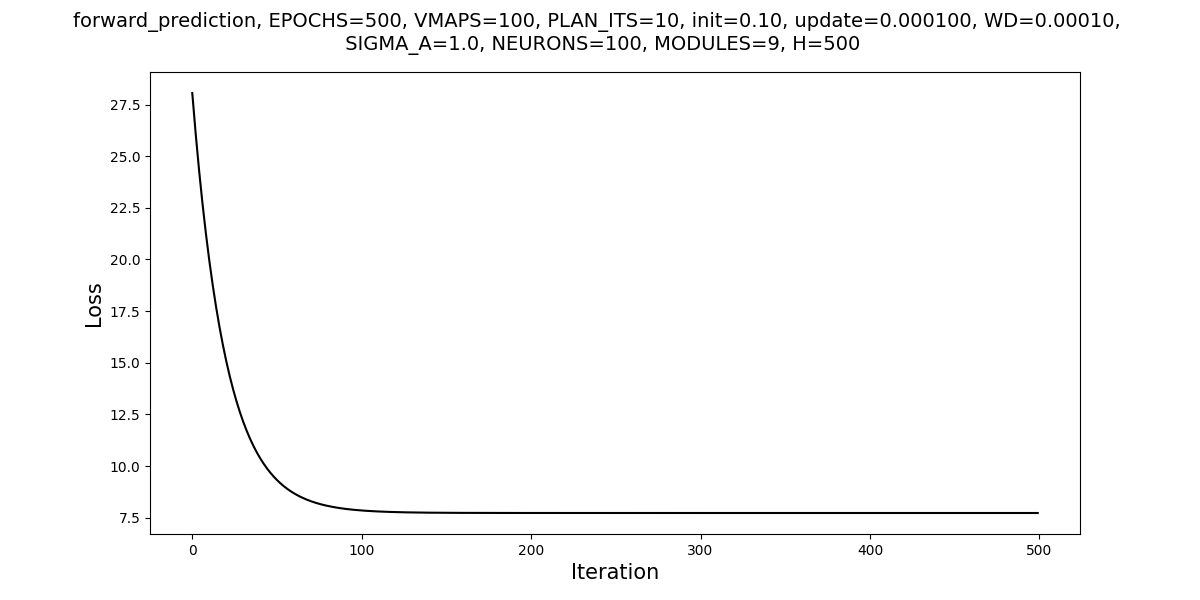 forward_prediction, EPOCHS=500, VMAPS=100, PLAN_ITS=10, init=0.10, update=0.000100, WD=0.00010,
SIGMA_A=1.0, NEURONS=100, MODULES=9, H=500
27.5
25.0
22.5
20.0
17.5
15.0
12.5
10.0
7.5
Loss
0 100 200 300 400 500
Iteration